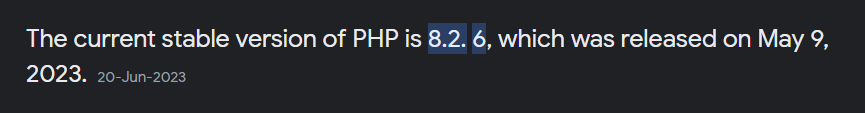 The current stable version of PHP is 8.2. 6, which was released on May 9,
2023. 20-Jun-2023